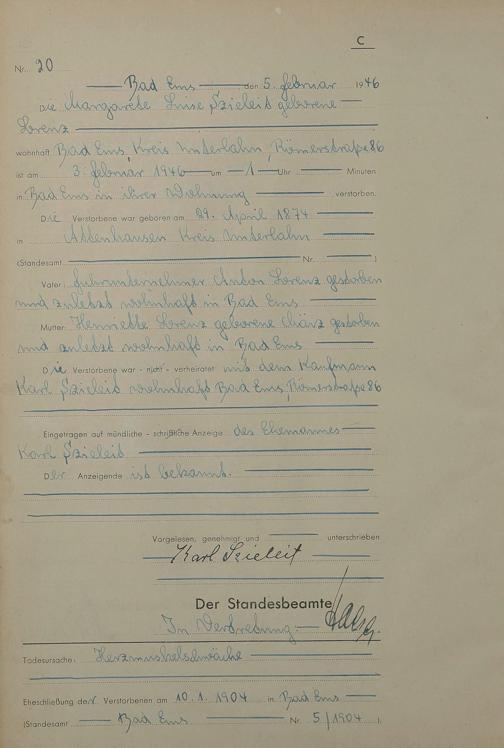 C
Nr. 20
Bad Ems den 5. Februar 1946
Die Margarete Luise Szieleit geborene
Lorenz
wohnhaft Bad Ems, Kreis Unterlahn, Römerstraße 86
ist am 3. Februar 1946 um 1 Uhr Minuten
in Bad Ems in ihrer Wohnung verstorben.
Die Verstorbene war geboren am 29. April 1874
in Attenhausen Kreis Unterlahn
(Standesamt Nr. )
Vater: Fuhrunternehmer Anton Lorenz gestorben
und zuletzt wohnhaft in Bad Ems
Mutter: Henriette Lorenz geborene gestorben
und zuletzt wohnhaft in Bad Ems
Die Verstorbene war - nicht - verheiratet mit dem Kaufmann
Karl Szieleit wohnhaft Bad Ems, Römerstraße 86
Eingetragen auf mündliche - schriftliche Anzeige des Ehemannes
Karl Szieleit
Der Anzeigende ist bekannt.
Vorgelesen, genehmigt und unterschrieben
Karl Szieleit
Der Standesbeamte
In Vertretung.
Todesursache: Herzmuskelschwäche
Eheschließung der Verstorbenen am 10.1.1904 in Bad Ems
(Standesamt Bad Ems Nr. 5/1904 ).